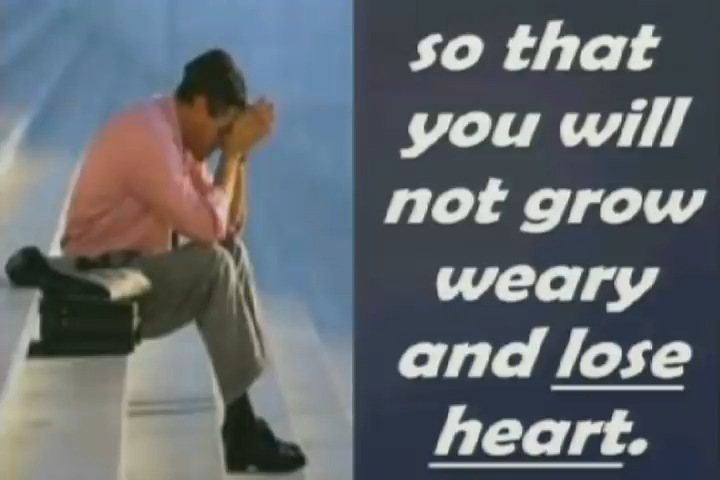 so that
you will
not grow
weary
and lose
heart.